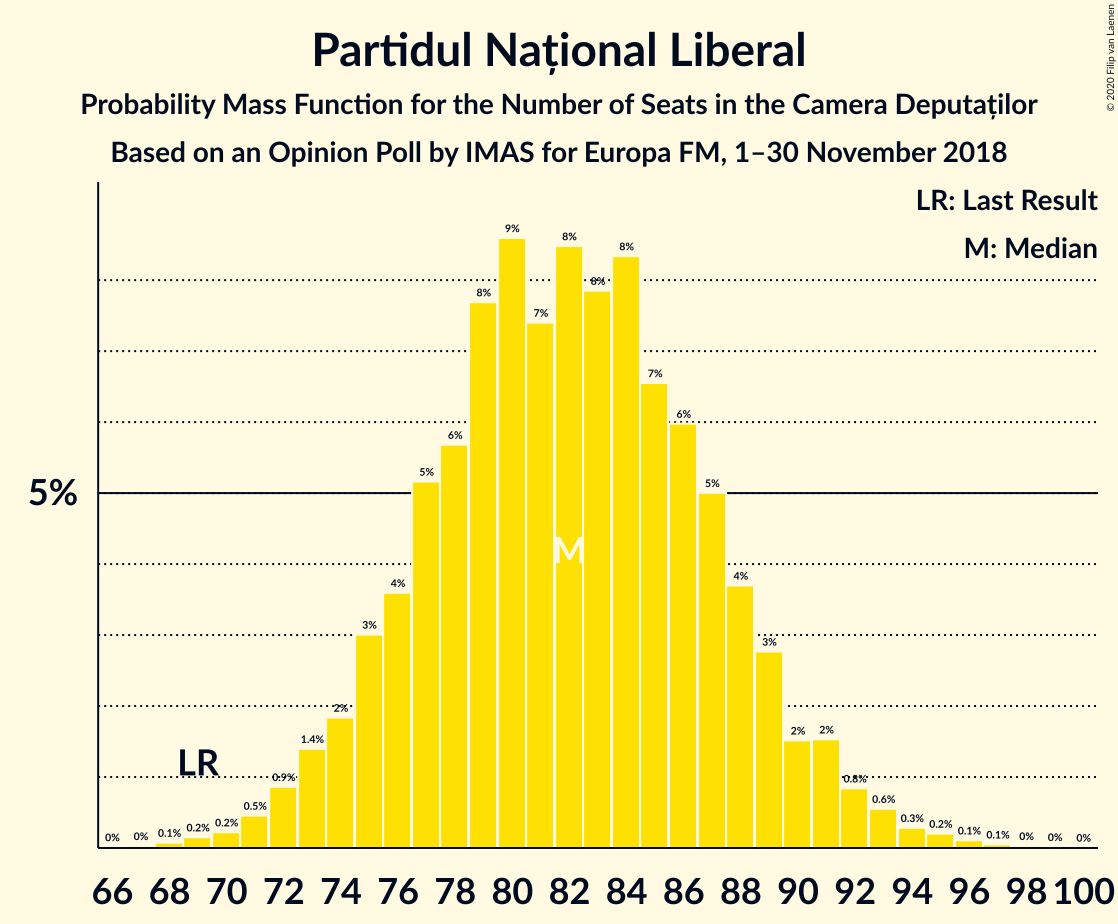 © 2020 Filip van Laenen
Partidul Național Liberal
Probability Mass Function for the Number of Seats in the Camera Deputaților
Based on an Opinion Poll by IMAS for Europa FM, 1–30 November 2018
LR: Last Result
M: Median
5%
LR
M
0% 0% 0.1% 0.2% 0.2% 0.5% 0.9% 1.4% 2% 3% 4% 5% 6% 8% 9% 7% 8% 8% 8% 7% 6% 5% 4% 3% 2% 2% 0.8% 0.6% 0.3% 0.2% 0.1% 0.1% 0% 0% 0%
66 68 70 72 74 76 78 80 82 84 86 88 90 92 94 96 98 100